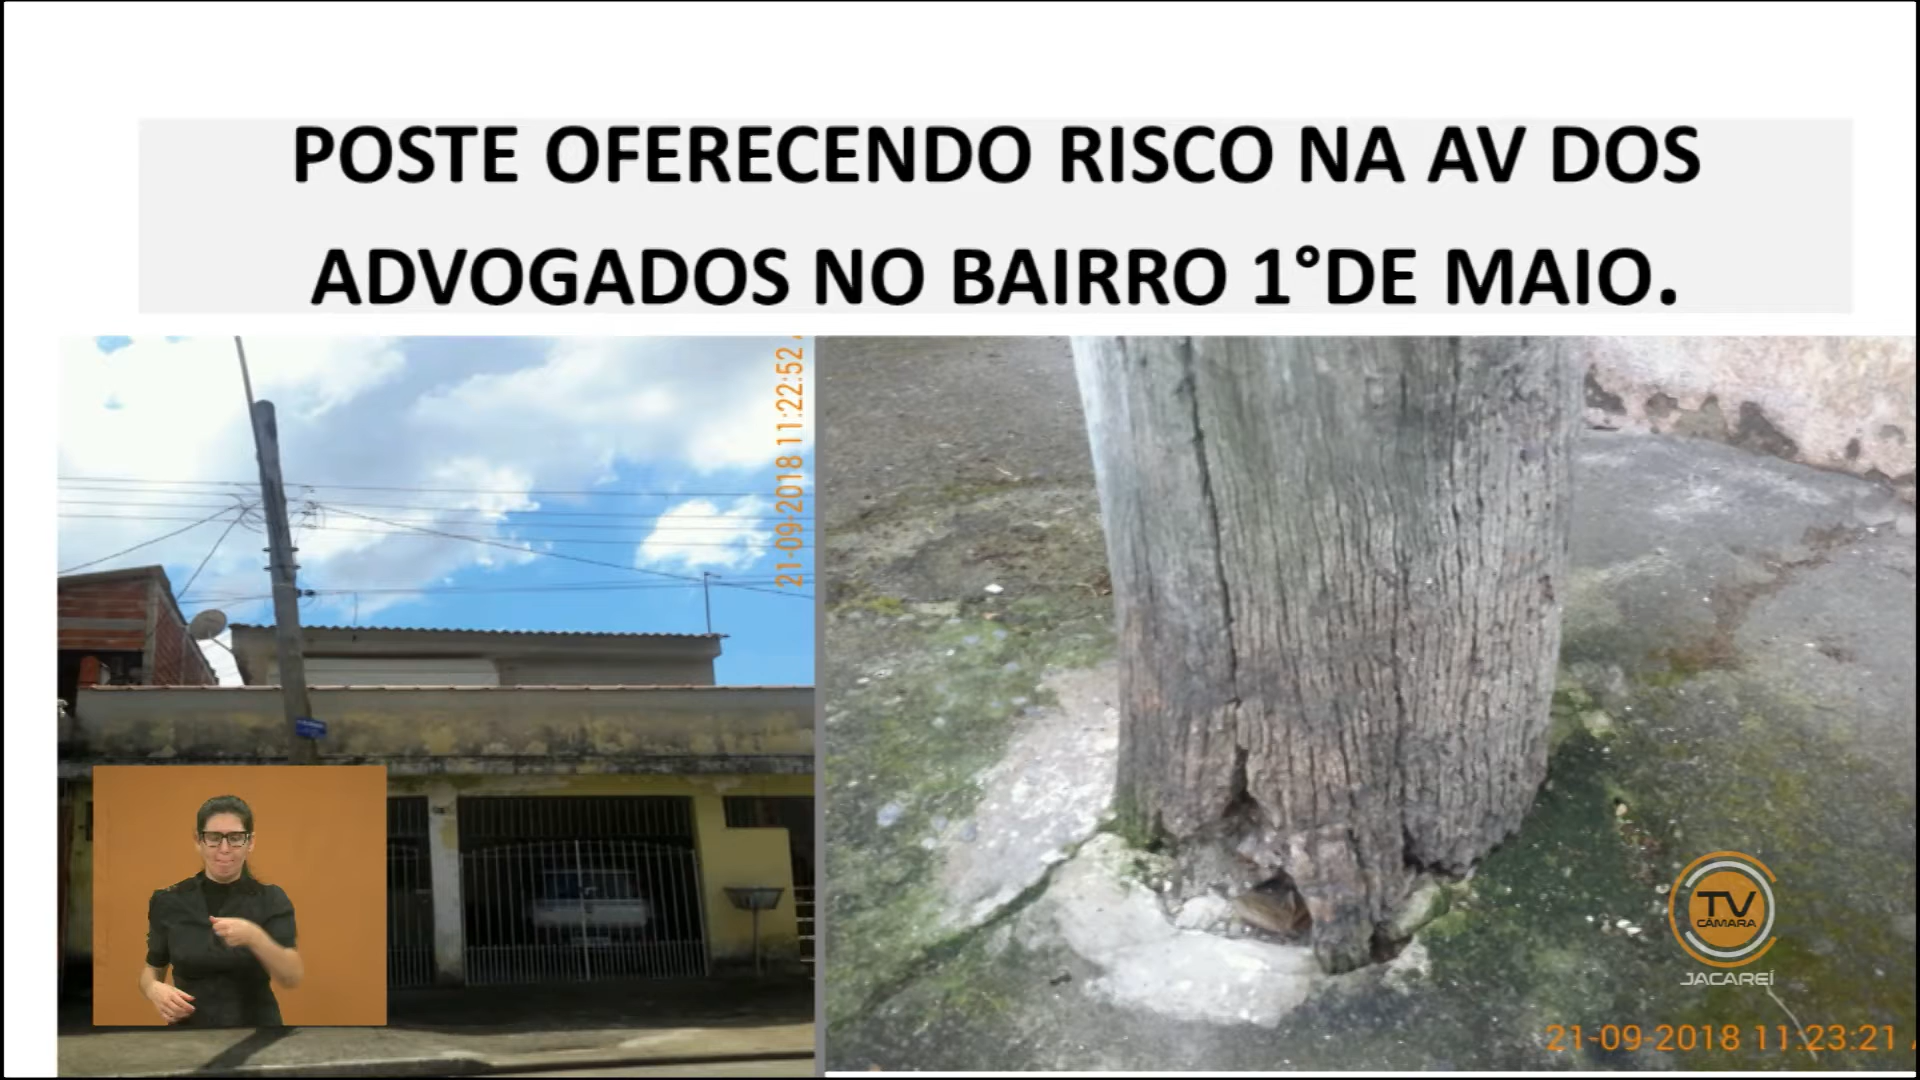 POSTE OFERECENDO RISCO NA AV DOS
ADVOGADOS NO BAIRRO 1°DE MAIO.
21-09-2018 11:22:52
TV
CÂMARA
JACAREÍ
21-09-2018 11:23:21